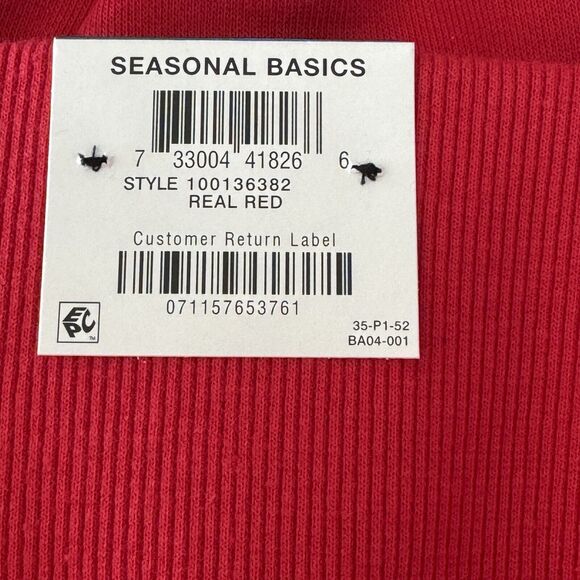 SEASONAL BASICS
7 33004 41826 6
STYLE 100136382
REAL RED
Customer Return Label
071157653761
EPC TM
35-P1-52
BA04-001